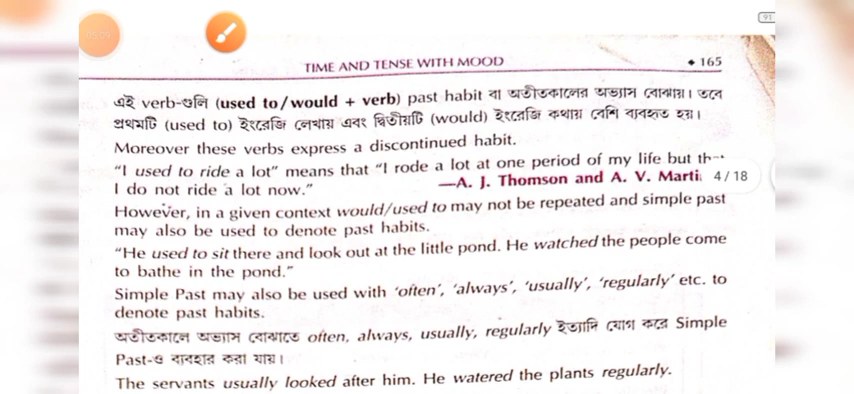 91
05:09
TIME AND TENSE WITH MOOD ◆ 165
এই verb-গুলি (used to/would + verb) past habit বা অতীতকালের অভ্যাস বোঝায়। তবে
প্রথমটি (used to) ইংরেজি লেখায় এবং দ্বিতীয়টি (would) ইংরেজি কথায় বেশি ব্যবহৃত হয়।
Moreover these verbs express a discontinued habit.
“I used to ride a lot” means that “I rode a lot at one period of my life but
I do not ride a lot now.” —A. J. Thomson and A. V.
4/18
However, in a given context would/used to may not be repeated and simple past
may also be used to denote past habits.
“He used to sit there and look out at the little pond. He watched the people come
to bathe in the pond.”
Simple Past may also be used with ‘often’, ‘always’, ‘usually’, ‘regularly’ etc. to
denote past habits.
অতীতকালে অভ্যাস বোঝাতে often, always, usually, regularly ইত্যাদি যোগ করে Simple
Past-ও ব্যবহার করা যায়।
The servants usually looked after him. He watered the plants regularly.